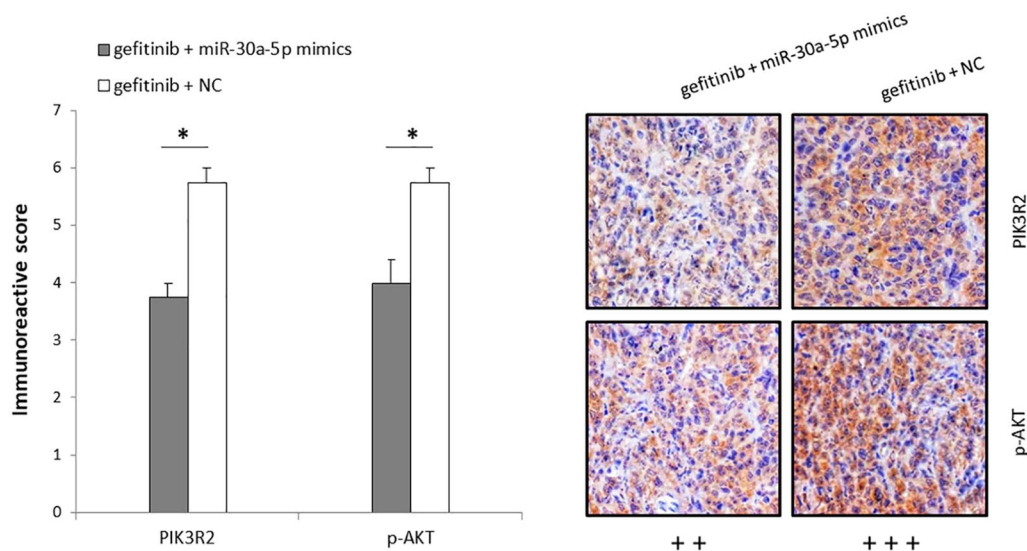 gefitinib + miR-30a-5p mimics
gefitinib + NC
7
6
5
4
3
2
1
0
Immunoreactive score
*
*
PIK3R2
p-AKT
gefitinib + miR-30a-5p mimics
gefitinib + NC
PIK3R2
p-AKT
+ +
+ + +